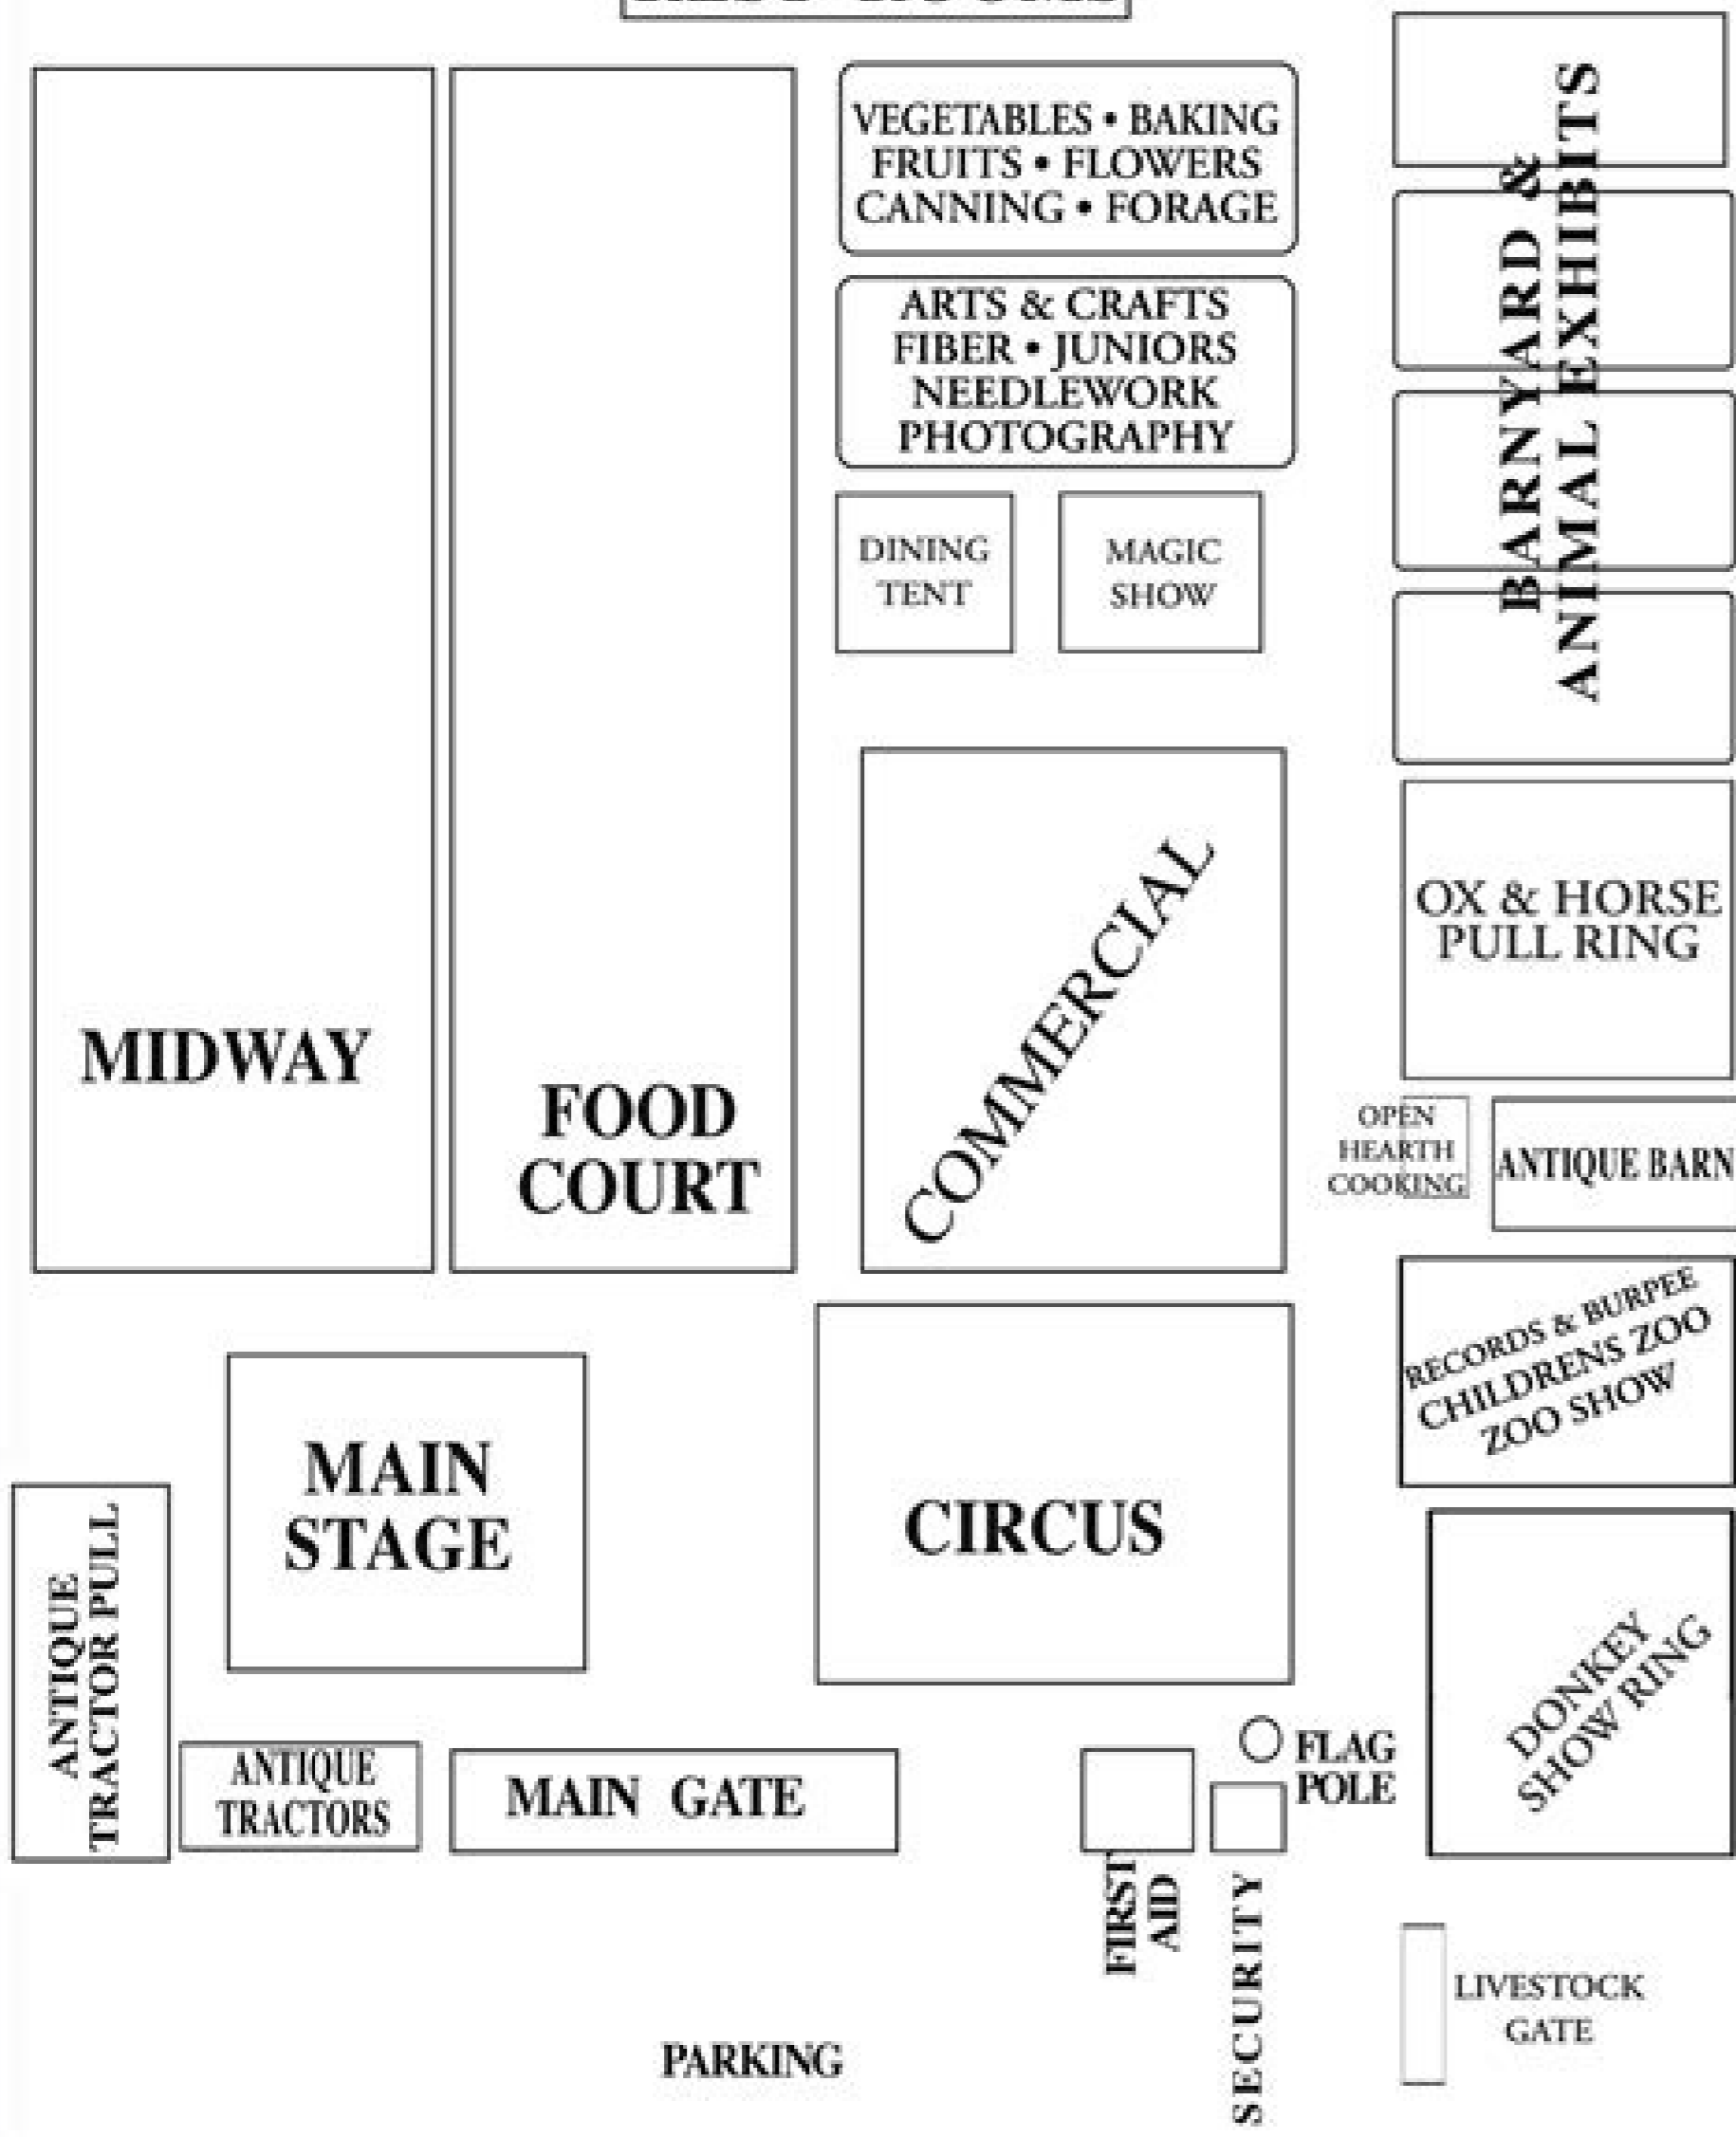 REST ROOMS
VEGETABLES • BAKING
FRUITS • FLOWERS
CANNING • FORAGE
ARTS & CRAFTS
FIBER • JUNIORS
NEEDLEWORK
PHOTOGRAPHY
BARNYARD &
ANIMAL EXHIBITS
DINING
TENT
MAGIC
SHOW
OX & HORSE
PULL RING
COMMERCIAL
MIDWAY
FOOD
COURT
OPEN
HEARTH
COOKING
ANTIQUE BARN
RECORDS & BURPEE
CHILDRENS ZOO
ZOO SHOW
MAIN
STAGE
CIRCUS
ANTIQUE
TRACTOR PULL
DONKEY
SHOW RING
ANTIQUE
TRACTORS
MAIN GATE
FLAG
POLE
FIRST
AID
SECURITY
LIVESTOCK
GATE
PARKING